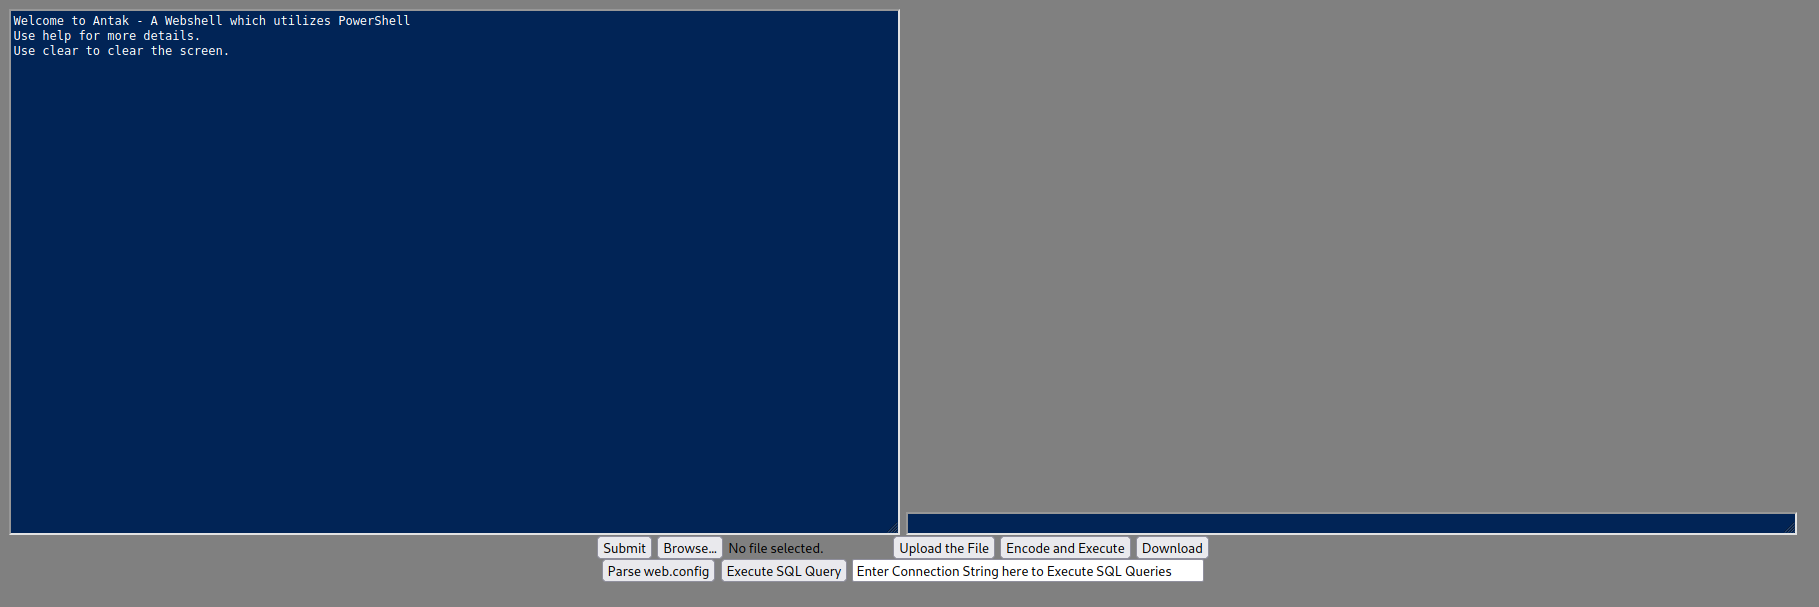 Welcome to Antak - A Webshell which utilizes PowerShell
Use help for more details.
Use clear to clear the screen.
Submit Browse... No file selected. Upload the File Encode and Execute Download
Parse web.config Execute SQL Query Enter Connection String here to Execute SQL Queries